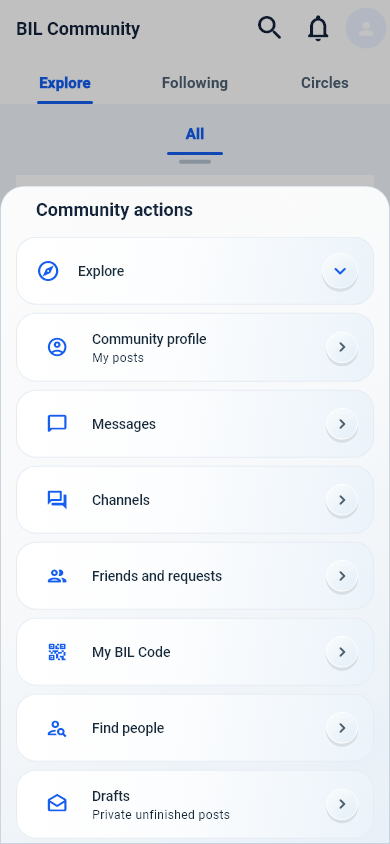 BIL Community
Explore Following Circles
All
Community actions
Explore
Community profile
My posts
Messages
Channels
Friends and requests
My BIL Code
Find people
Drafts
Private unfinished posts